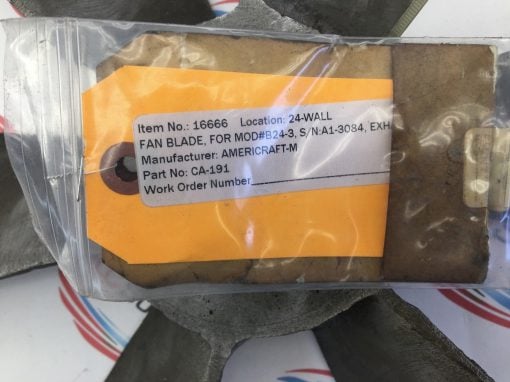 Item No.: 16666 Location: 24-WALL
FAN BLADE, FOR MOD#B24-3, S/N:A1-3084, EXH
Manufacturer: AMERICRAFT-M
Part No: CA-191
Work Order Number